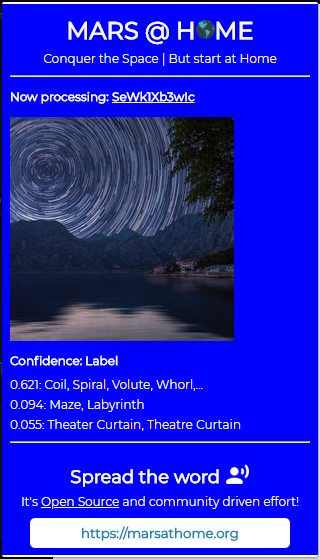 MARS @ H🌎ME
Conquer the Space | But start at Home
Now processing: SeWk1Xb3wIc
Confidence: Label
0.621: Coil, Spiral, Volute, Whorl,...
0.094: Maze, Labyrinth
0.055: Theater Curtain, Theatre Curtain
Spread the word
It's Open Source and community driven effort!
https://marsathome.org